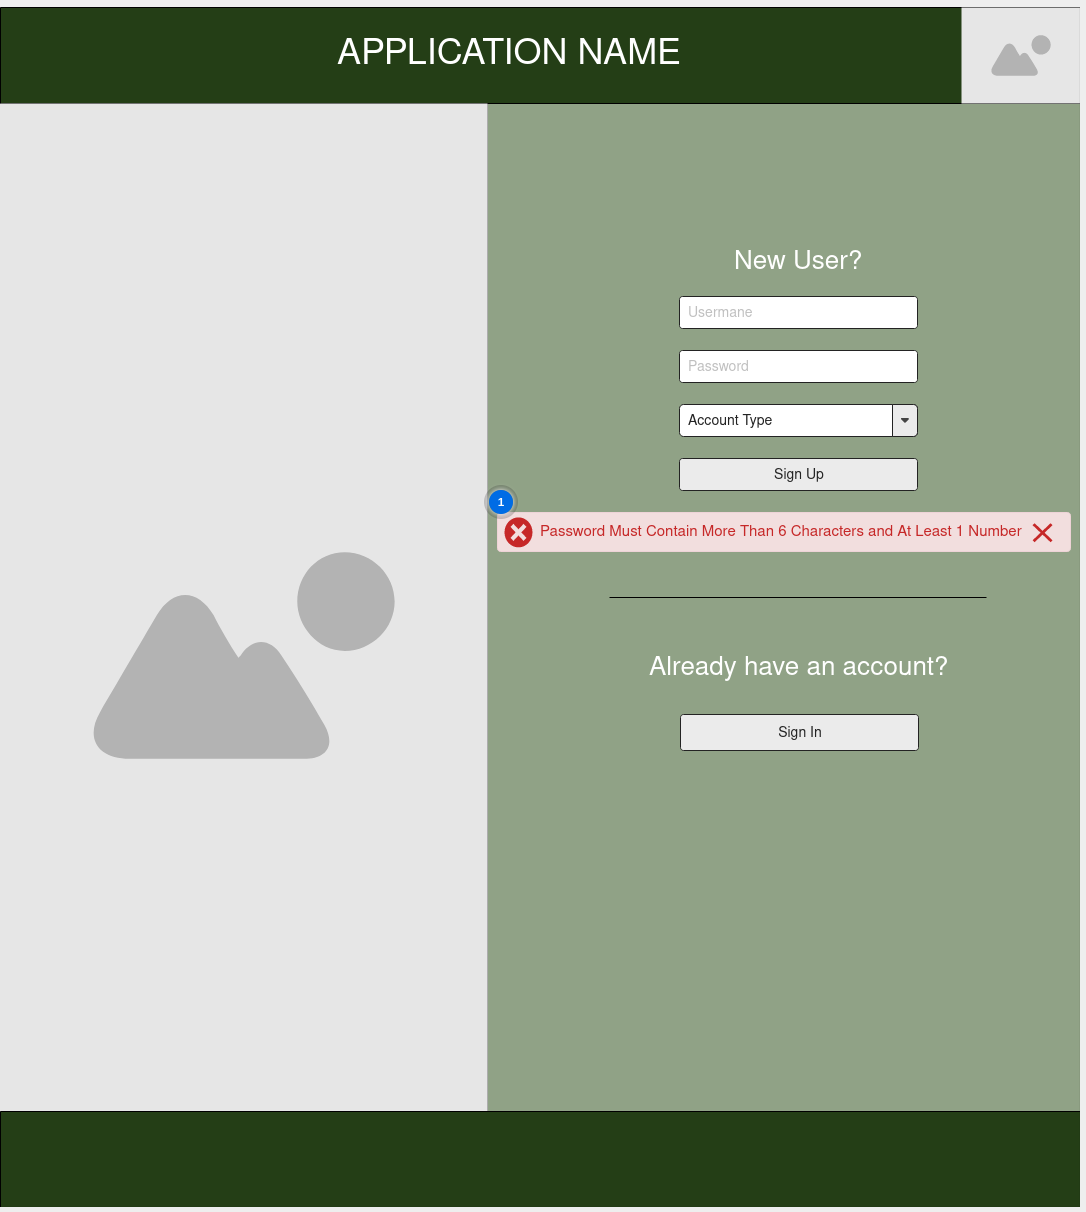 APPLICATION NAME
New User?
Usermane
Password
Account Type
Sign Up
1
Password Must Contain More Than 6 Characters and At Least 1 Number
Already have an account?
Sign In